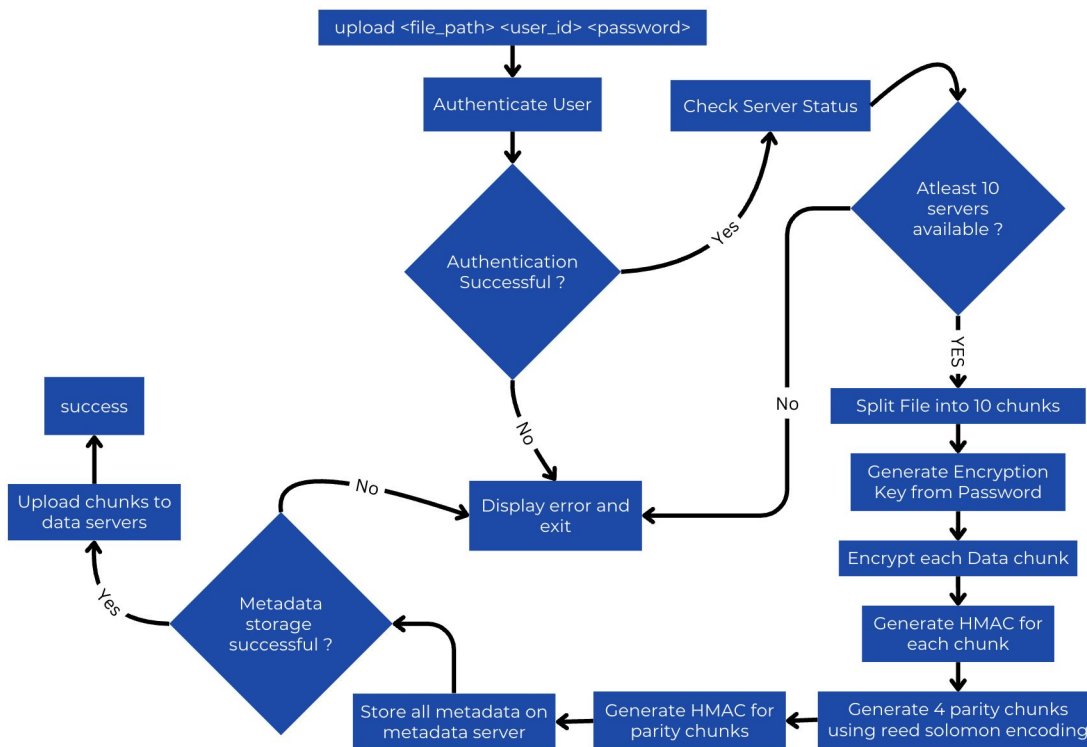 upload <file_path> <user_id> <password>
Authenticate User
Check Server Status
Atleast 10
servers
available ?
Yes
Authentication
Successful ?
YES
No
No
Split File into 10 chunks
success
Generate Encryption
Key from Password
No
Upload chunks to
data servers
Display error and
exit
Encrypt each Data chunk
Yes
Metadata
storage
successful ?
Generate HMAC for
each chunk
Store all metadata on
metadata server
Generate HMAC for
parity chunks
Generate 4 parity chunks
using reed solomon encoding